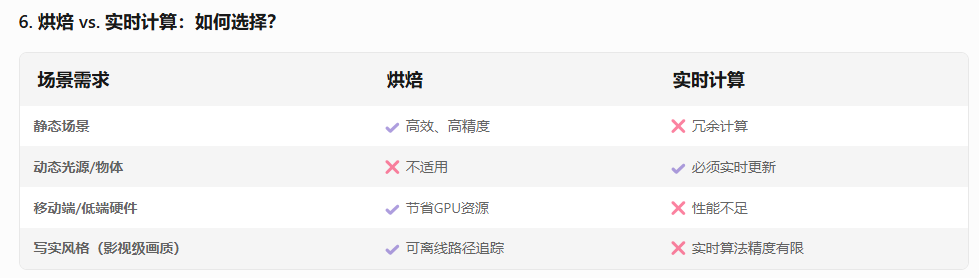 6. 烘焙 vs. 实时计算：如何选择？
场景需求 烘焙 实时计算
静态场景 ✔ 高效、高精度 ❌ 冗余计算
动态光源/物体 ❌ 不适用 ✔ 必须实时更新
移动端/低端硬件 ✔ 节省GPU资源 ❌ 性能不足
写实风格（影视级画质） ✔ 可离线路径追踪 ❌ 实时算法精度有限